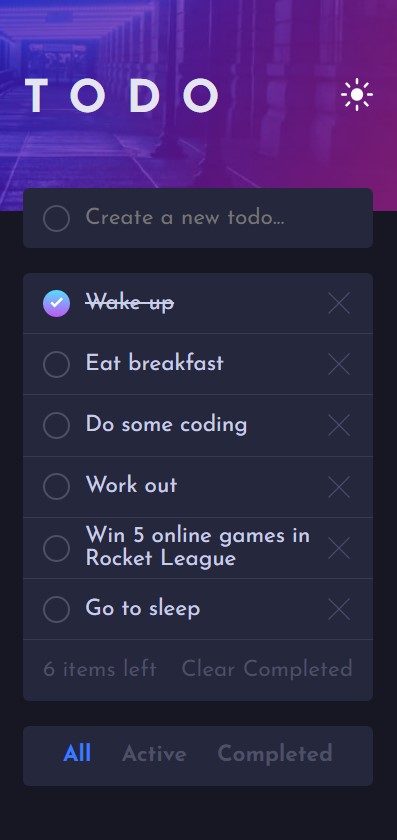 TODO
Create a new todo...
Wake up
Eat breakfast
Do some coding
Work out
Win 5 online games in
Rocket League
Go to sleep
6 items left Clear Completed
All Active Completed